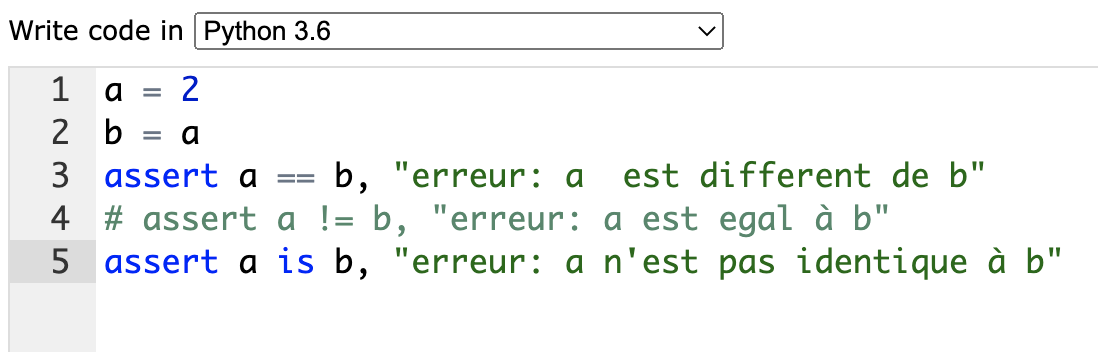 Write code in Python 3.6
1 a = 2
2 b = a
3 assert a == b, "erreur: a  est different de b"
4 # assert a != b, "erreur: a est egal à b"
5 assert a is b, "erreur: a n'est pas identique à b"